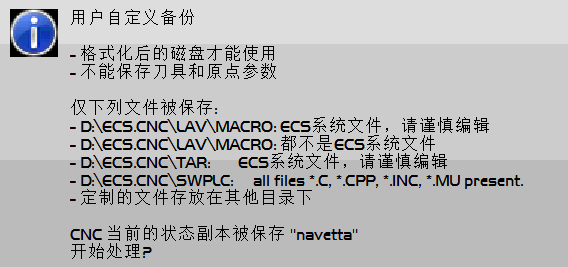 用户自定义备份
- 格式化后的磁盘才能使用
- 不能保存刀具和原点参数
仅下列文件被保存:
- D:\ECS.CNC\LAV\MACRO: ECS系统文件，请谨慎编辑
- D:\ECS.CNC\LAV\MACRO: 都不是ECS系统文件
- D:\ECS.CNC\TAR: ECS系统文件，请谨慎编辑
- D:\ECS.CNC\SWPLC: all files *.C, *.CPP, *.INC, *.MU present.
- 定制的文件存放在其他目录下
CNC 当前的状态副本被保存 "navetta"
开始处理?